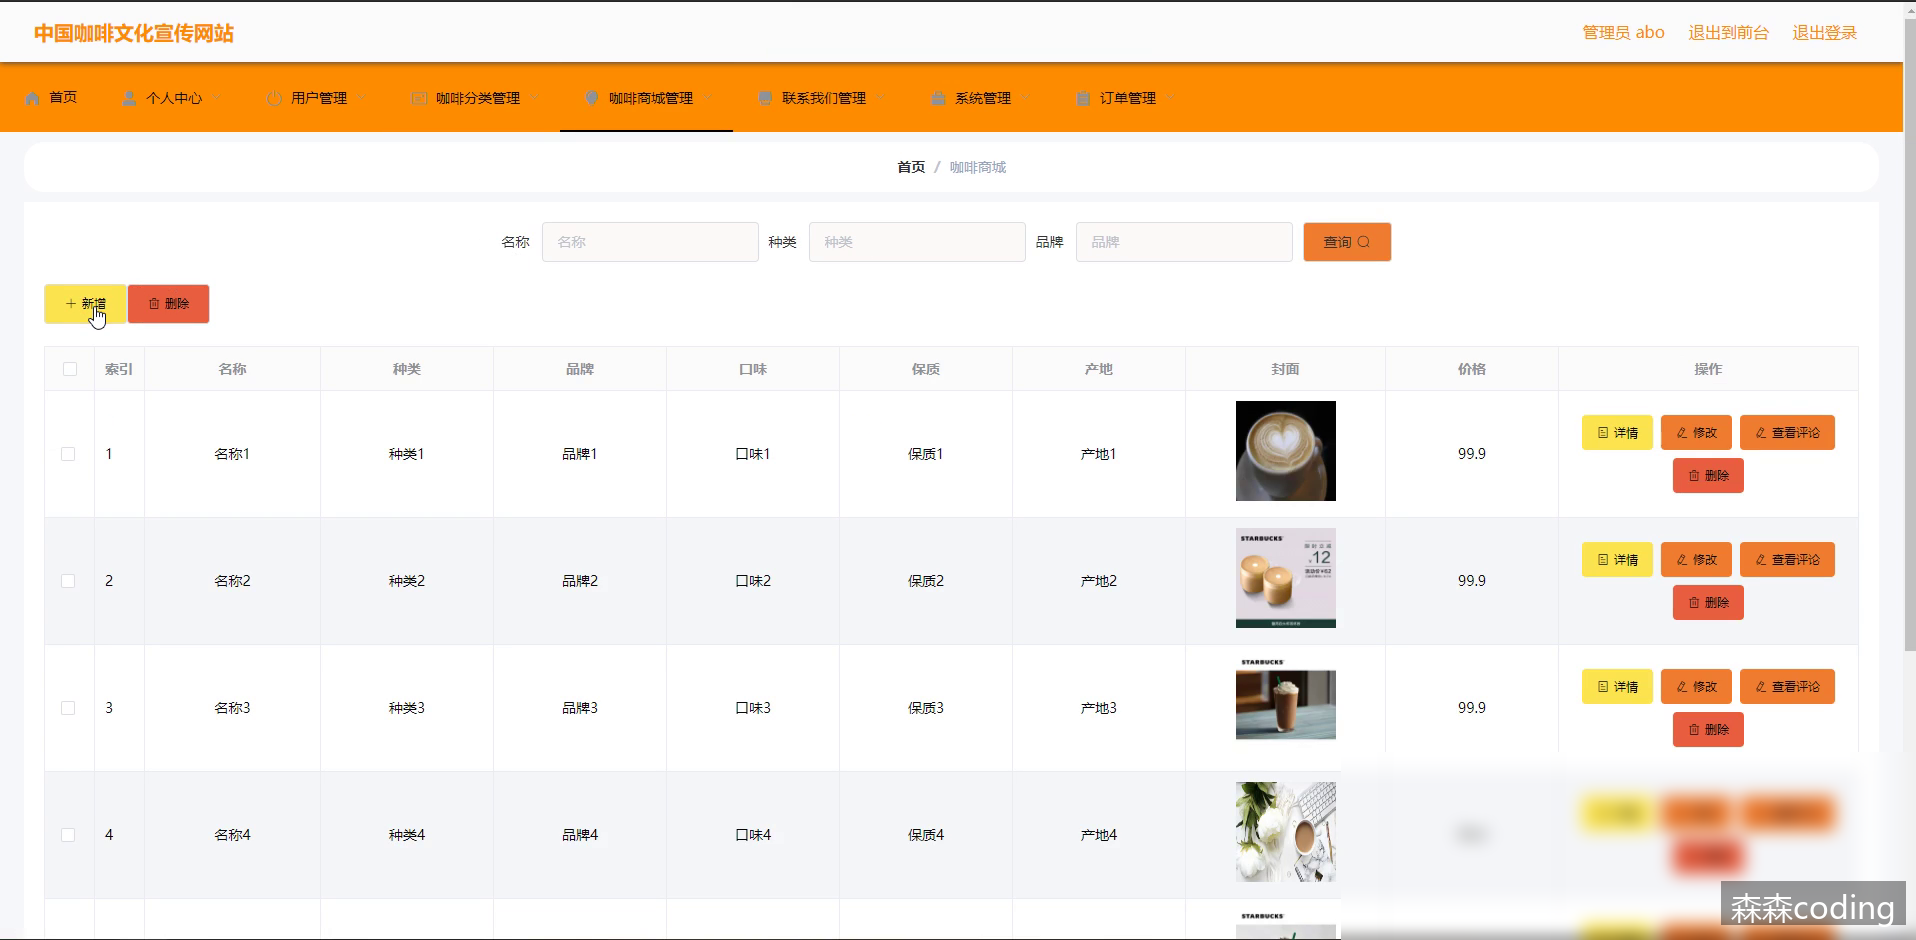 中国咖啡文化宣传网站
管理员 abo 退出到前台 退出登录
首页 个人中心 用户管理 咖啡分类管理 咖啡商城管理 联系我们管理 系统管理 订单管理
首页 / 咖啡商城
名称 名称 种类 种类 品牌 品牌 查询
新增 删除
索引 名称 种类 品牌 口味 保质 产地 封面 价格 操作
1 名称1 种类1 品牌1 口味1 保质1 产地1 99.9 详情 修改 查看评论
删除
STARBUCKS
¥12
2 名称2 种类2 品牌2 口味2 保质2 产地2 99.9 详情 修改 查看评论
删除
STARBUCKS
3 名称3 种类3 品牌3 口味3 保质3 产地3 99.9 详情 修改 查看评论
删除
4 名称4 种类4 品牌4 口味4 保质4 产地4
森森coding
STARBUCKS